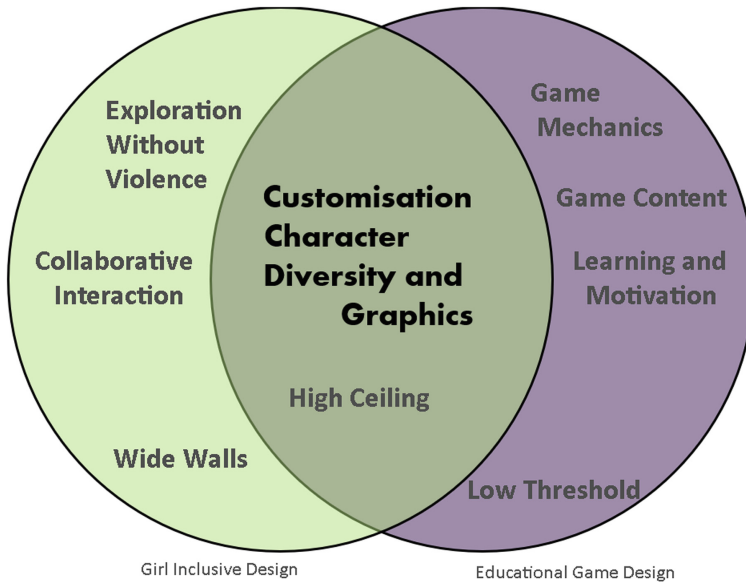 Exploration
Without
Violence
Collaborative
Interaction
Wide Walls
Customisation
Character
Diversity and
Graphics
High Ceiling
Game
Mechanics
Game Content
Learning and
Motivation
Low Threshold
Girl Inclusive Design
Educational Game Design